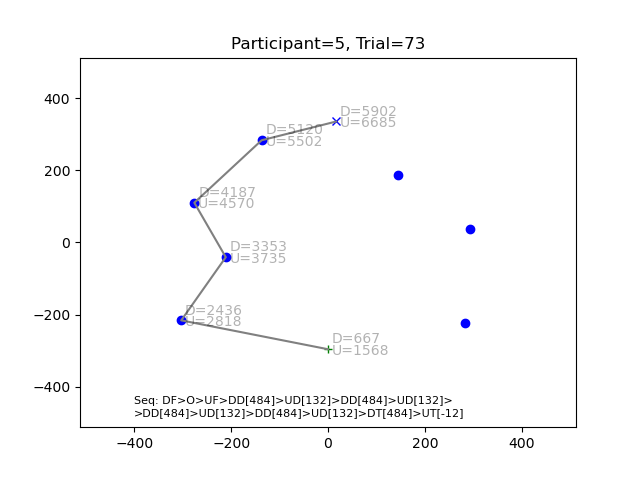 Participant=5, Trial=73
D=5902
U=6685
D=5120
U=5502
D=4187
U=4570
D=3353
U=3735
D=2436
U=2818
D=667
U=1568
Seq: DF>O>UF>DD[484]>UD[132]>DD[484]>UD[132]>
>DD[484]>UD[132]>DD[484]>UD[132]>DT[484]>UT[-12]
400
200
0
−200
−400
−400 −200 0 200 400